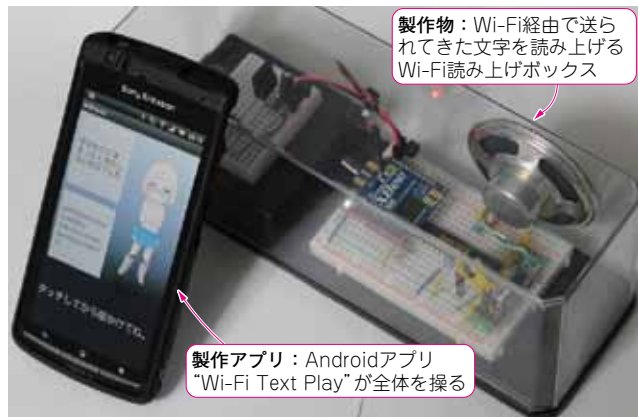 製作物：Wi-Fi経由で送ら
れてきた文字を読み上げる
Wi-Fi読み上げボックス
Sony Ericsson
タッチしてから話かけてね。
製作アプリ：Androidアプリ
“Wi-Fi Text Play”が全体を操る